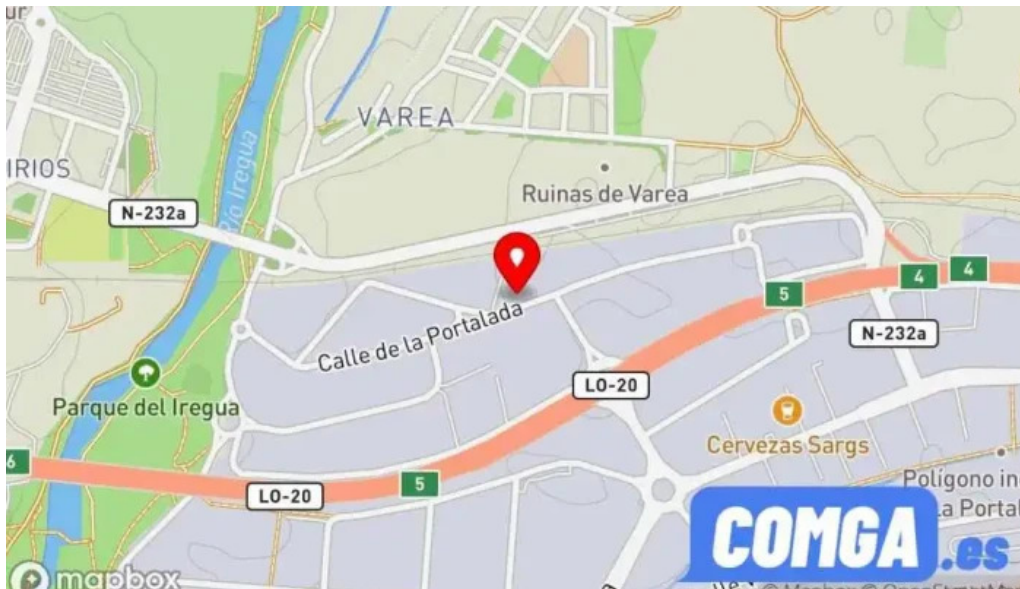 ur
VAREA
IRIOS
Río Iregua
Ruinas de Varea
N-232a
4
4
5
Calle de la Portalada
N-232a
LO-20
Parque del Iregua
Cervezas Sargs
6
5
LO-20
Polígono in
a Portal
COMGA.es
mapbox